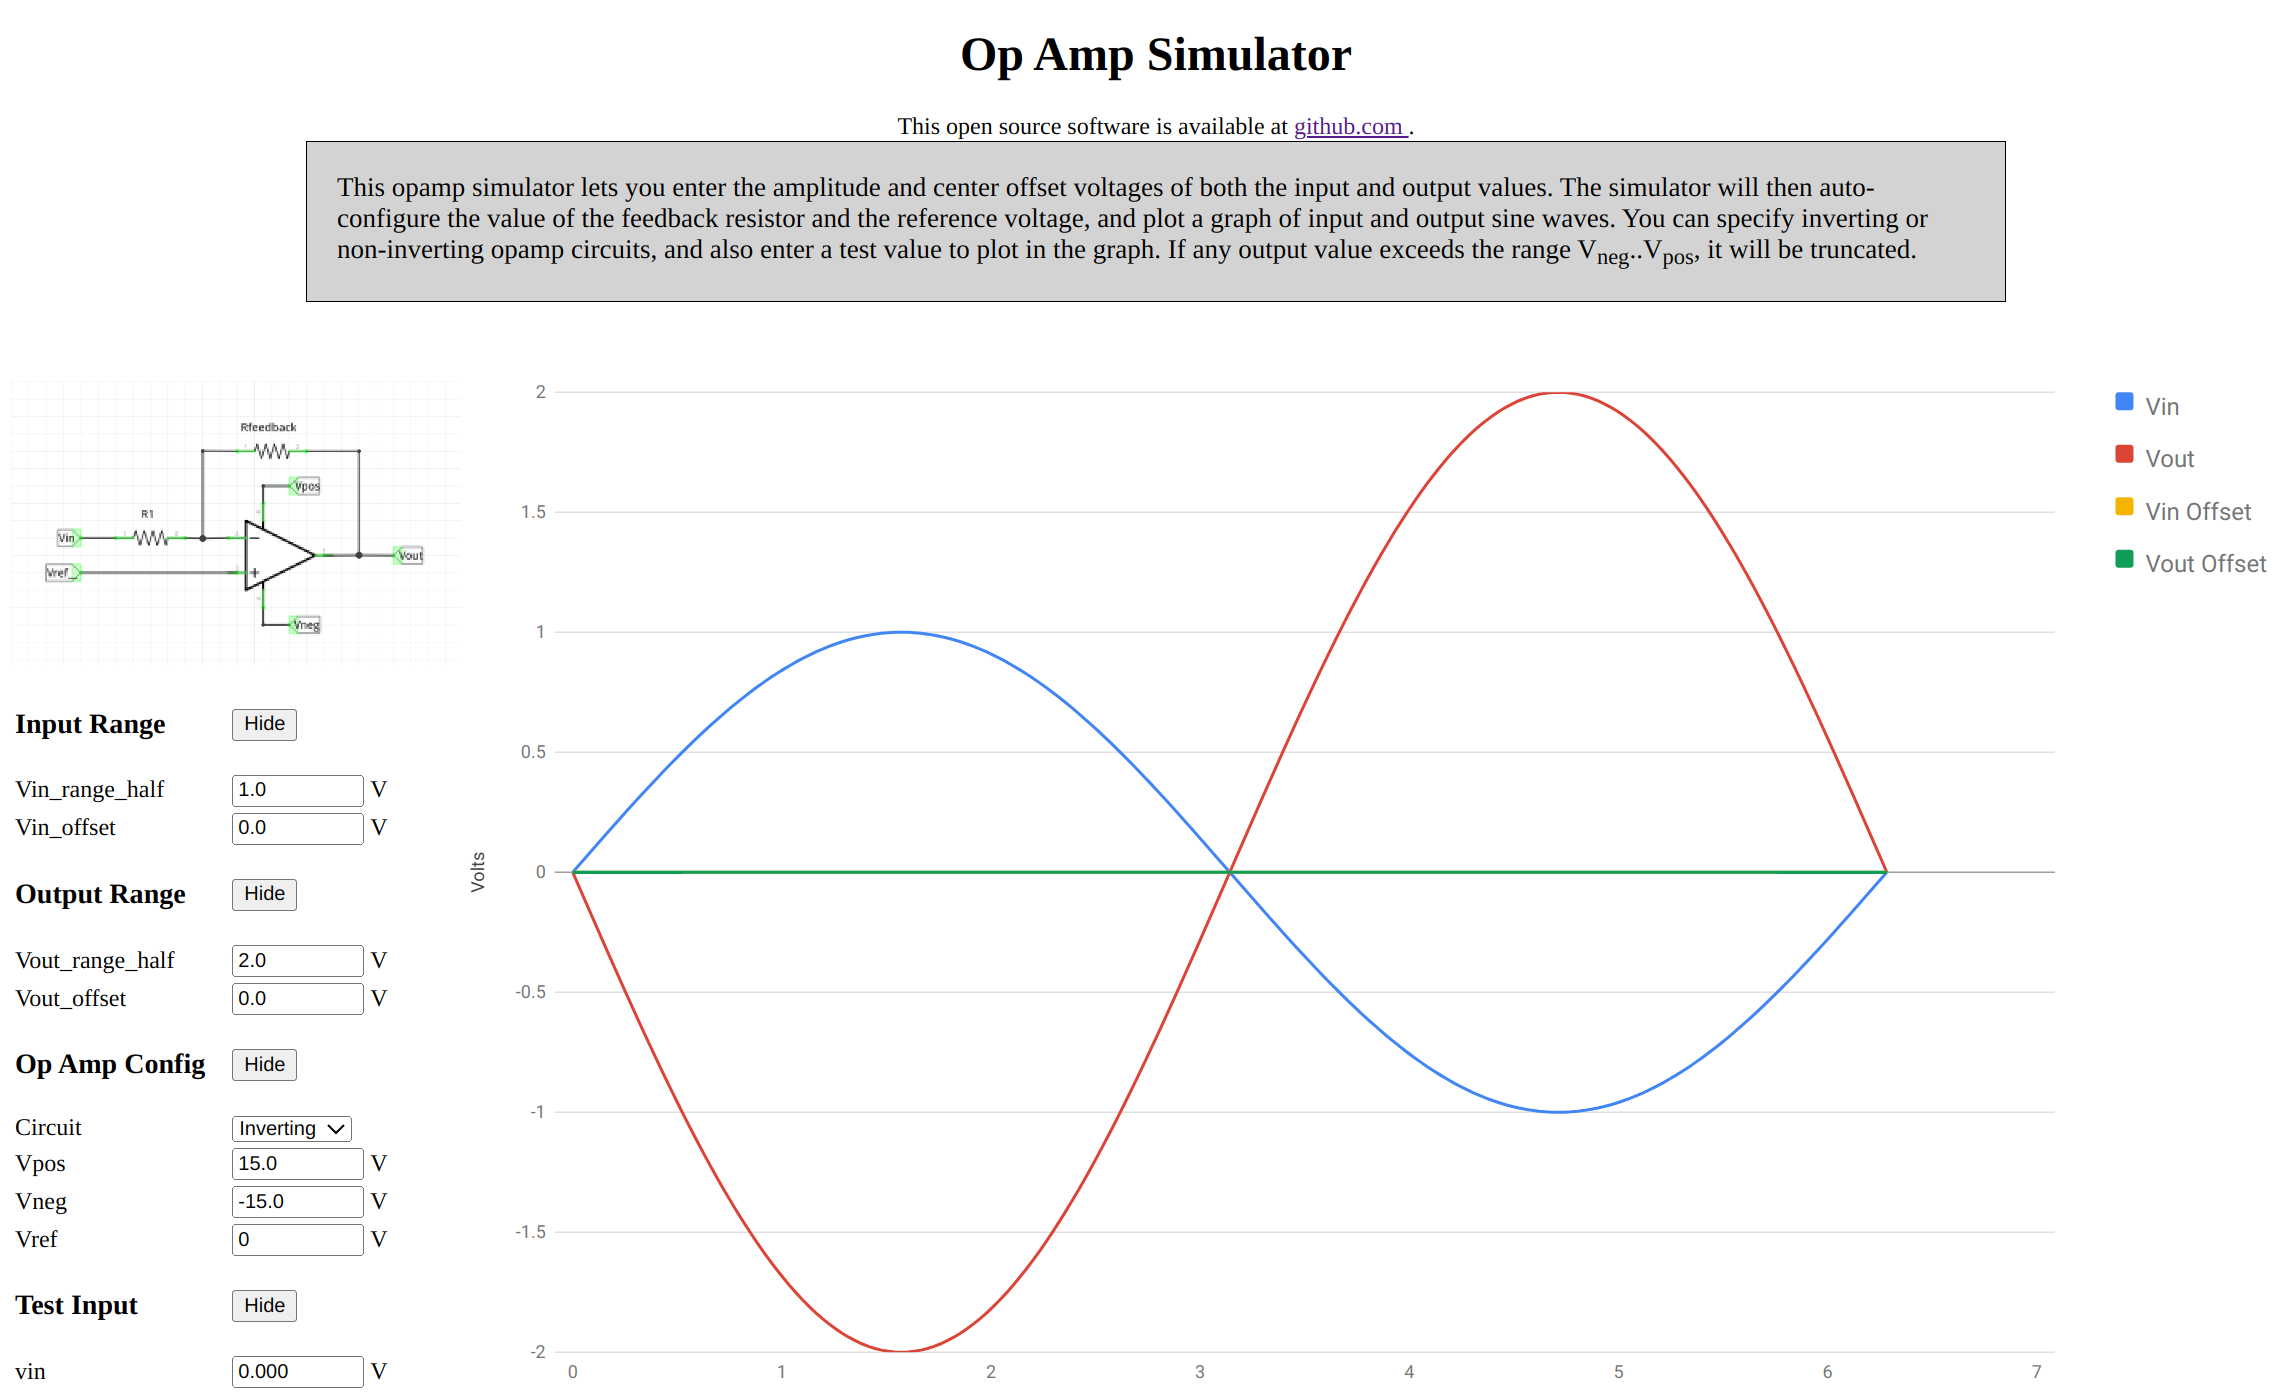 Op Amp Simulator
This open source software is available at github.com .
This opamp simulator lets you enter the amplitude and center offset voltages of both the input and output values. The simulator will then auto-
configure the value of the feedback resistor and the reference voltage, and plot a graph of input and output sine waves. You can specify inverting or
non-inverting opamp circuits, and also enter a test value to plot in the graph. If any output value exceeds the range Vneg..Vpos, it will be truncated.
Rfeedback
Vpos
R1
Vin
Vout
Vref_
Vneg
Input Range Hide
Vin_range_half 1.0 V
Vin_offset 0.0 V
Output Range Hide
Vout_range_half 2.0 V
Vout_offset 0.0 V
Op Amp Config Hide
Circuit Inverting
Vpos 15.0 V
Vneg -15.0 V
Vref 0 V
Test Input Hide
vin 0.000 V
Volts
2
1.5
1
0.5
0
-0.5
-1
-1.5
-2
0 1 2 3 4 5 6 7
Vin
Vout
Vin Offset
Vout Offset